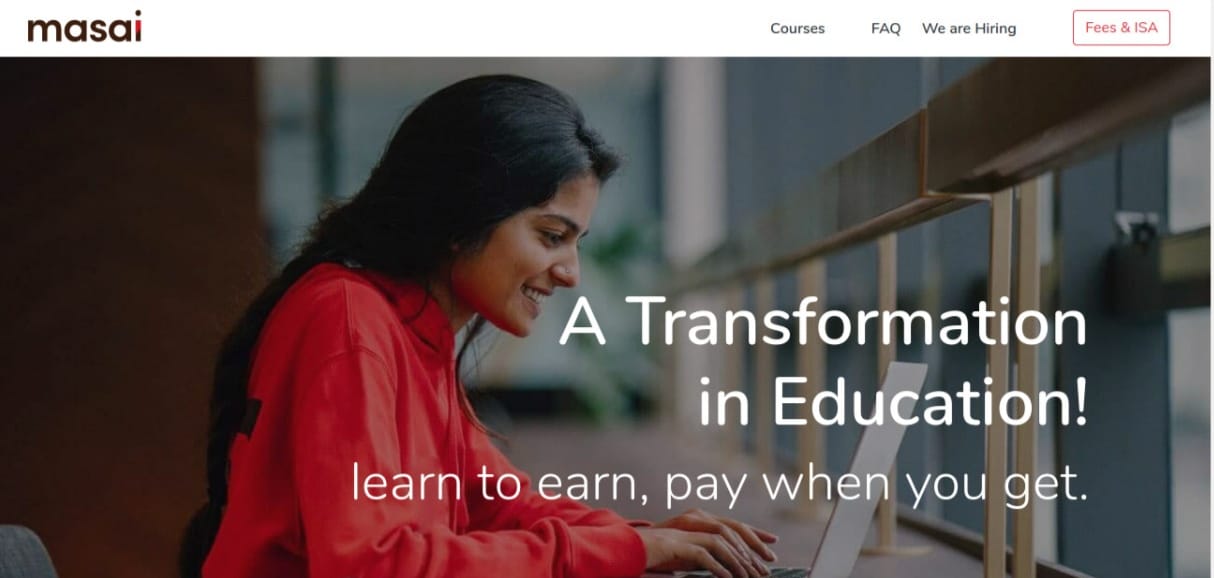 masai
Courses FAQ We are Hiring Fees & ISA
A Transformation
in Education!
learn to earn, pay when you get.